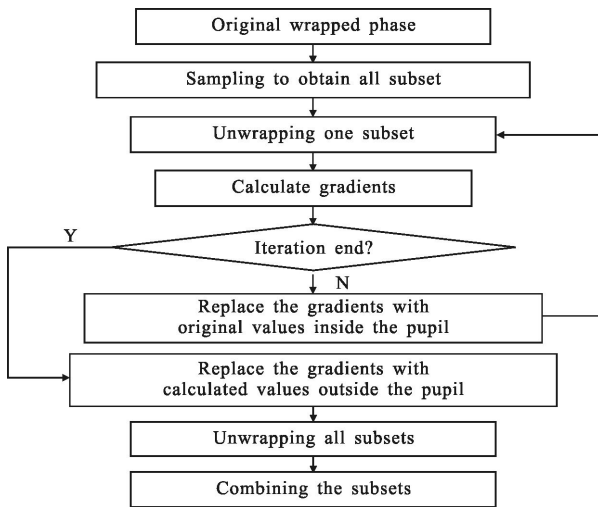 Original wrapped phase
Sampling to obtain all subset
Unwrapping one subset
Calculate gradients
Y
Iteration end?
N
Replace the gradients with
original values inside the pupil
Replace the gradients with
calculated values outside the pupil
Unwrapping all subsets
Combining the subsets